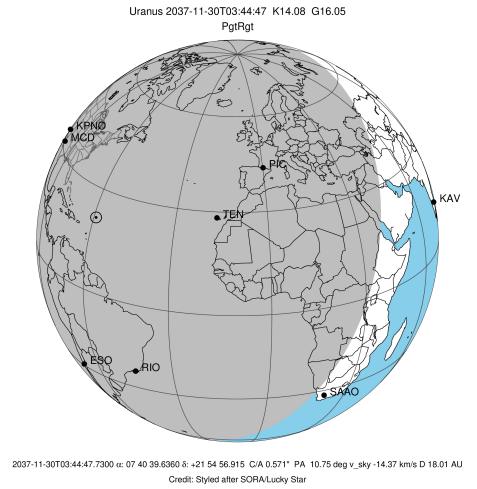 Uranus 2037-11-30T03:44:47 K14.08 G16.05
PgtRgt
KPNO
MCD
PIC
KAV
TEN
ESO
RIO
SAAO
2037-11-30T03:44:47.7300 α: 07 40 39.6360 δ: +21 54 56.915 C/A 0.571" PA 10.75 deg v_sky -14.37 km/s D 18.01 AU
Credit: Styled after SORA/Lucky Star